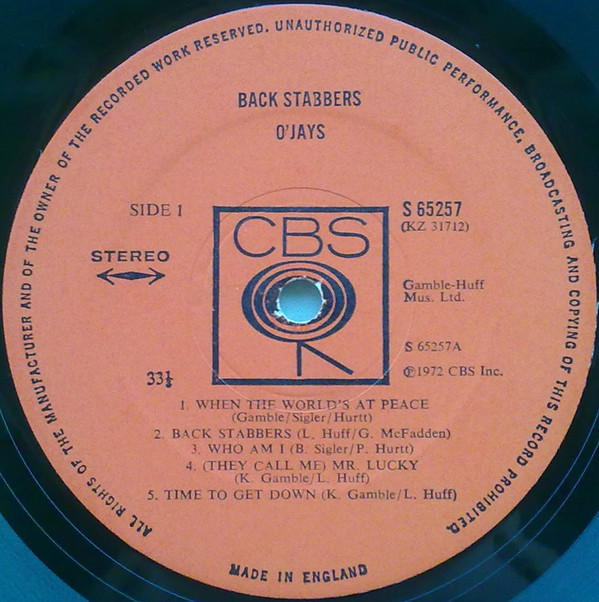 ALL RIGHTS OF THE MANUFACTURER AND OF THE OWNER OF THE RECORDED WORK RESERVED. UNAUTHORIZED PUBLIC PERFORMANCE, BROADCASTING AND COPYING OF THIS RECORD PROHIBITED.
BACK STABBERS
O'JAYS
SIDE 1
S 65257
(KZ 31712)
STEREO
CBS
Gamble-Huff
Mus. Ltd.
S 65257A
33⅓
℗1972 CBS Inc.
1. WHEN THE WORLD'S AT PEACE
(Gamble/Sigler/Hurtt)
2. BACK STABBERS (L. Huff/G. McFadden)
3. WHO AM I (B. Sigler/P. Hurtt)
4. (THEY CALL ME) MR. LUCKY
(K. Gamble/L. Huff)
5. TIME TO GET DOWN (K. Gamble/L. Huff)
MADE IN ENGLAND